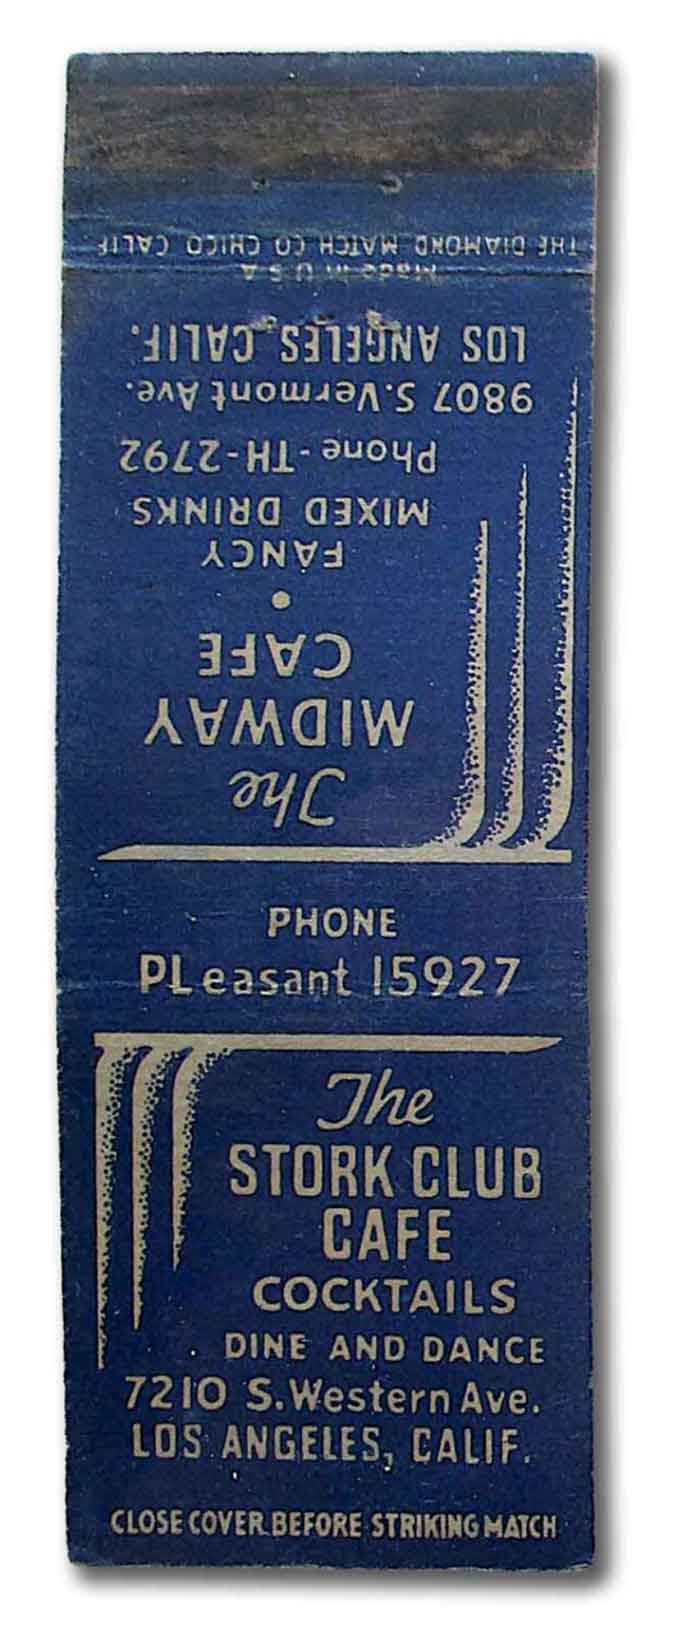 The
MIDWAY
CAFE
•
FANCY
MIXED DRINKS
Phone-TH-2792
9807 S.Vermont Ave.
LOS ANGELES, CALIF.
Made in U S A
THE DIAMOND MATCH CO CHICO CALIF
PHONE
PLeasant 15927
The
STORK CLUB
CAFE
COCKTAILS
DINE AND DANCE
7210 S.Western Ave.
LOS ANGELES, CALIF.
CLOSE COVER BEFORE STRIKING MATCH